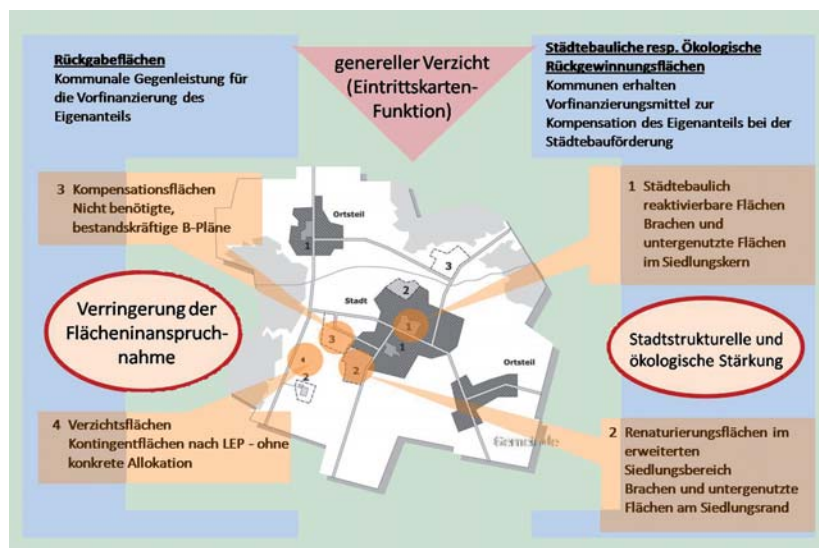 Rückgabeflächen
Kommunale Gegenleistung für
die Vorfinanzierung des
Eigenanteils
genereller Verzicht
(Eintrittskarten-
Funktion)
Städtebauliche resp. Ökologische
Rückgewinnungsflächen
Kommunen erhalten
Vorfinanzierungsmittel zur
Kompensation des Eigenanteils bei der
Städtebauförderung
3 Kompensationsflächen
Nicht benötigte,
bestandskräftige B-Pläne
1 Städtebaulich
reaktivierbare Flächen
Brachen und
untergenutzte Flächen
im Siedlungskern
Ortsteil
1
3
2
Stadt
1
3
1
4
2
2
Ortsteil
Gemeinde
Verringerung der
Flächeninanspruch-
nahme
Stadtstrukturelle und
ökologische Stärkung
4 Verzichtsflächen
Kontingentflächen nach LEP - ohne
konkrete Allokation
2 Renaturierungsflächen im
erweiterten
Siedlungsbereich
Brachen und untergenutzte
Flächen am Siedlungsrand